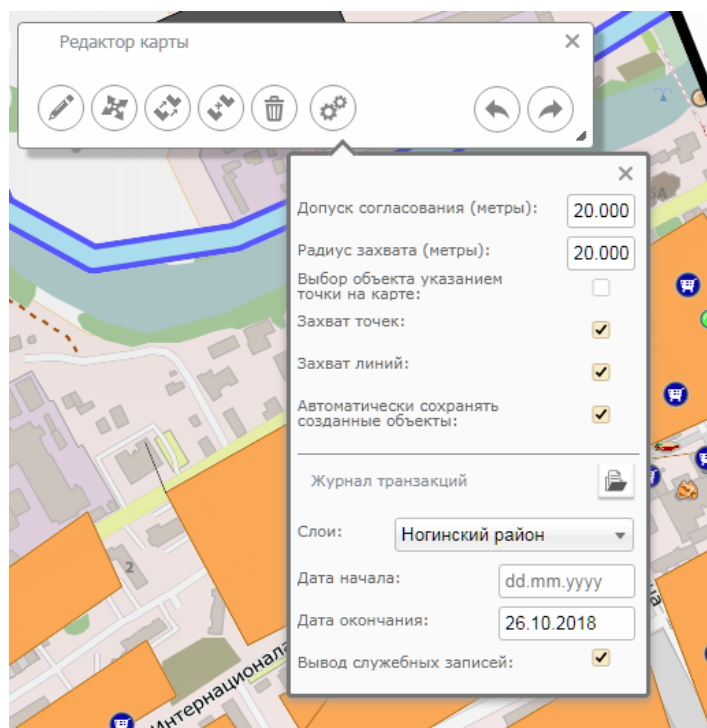 Редактор карты
Допуск согласования (метры): 20.000
Радиус захвата (метры): 20.000
Выбор объекта указанием
точки на карте:
Захват точек:
Захват линий:
Автоматически сохранять
созданные объекты:
Журнал транзакций
Слои: Ногинский район
Дата начала: dd.mm.yyyy
Дата окончания: 26.10.2018
Вывод служебных записей:
2
Интернационала